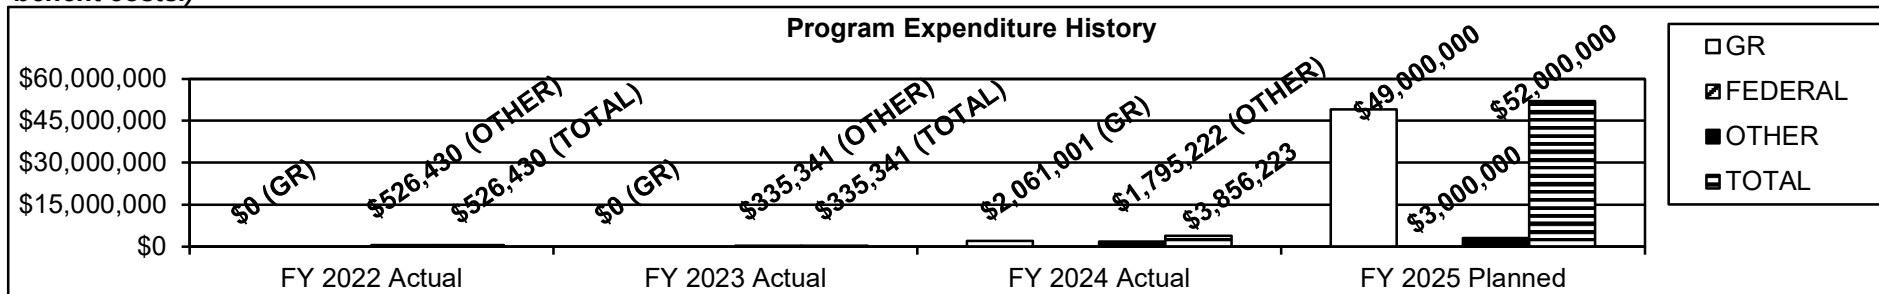 benefit costs.)
Program Expenditure History
$60,000,000
$45,000,000
$30,000,000
$15,000,000
$0
$0 (GR)
$526,430 (OTHER)
$526,430 (TOTAL)
$0 (GR)
$335,341 (OTHER)
$335,341 (TOTAL)
$2,061,001 (GR)
$1,795,222 (OTHER)
$3,856,223
$49,000,000
$3,000,000
$52,000,000
FY 2022 Actual
FY 2023 Actual
FY 2024 Actual
FY 2025 Planned
GR
FEDERAL
OTHER
TOTAL